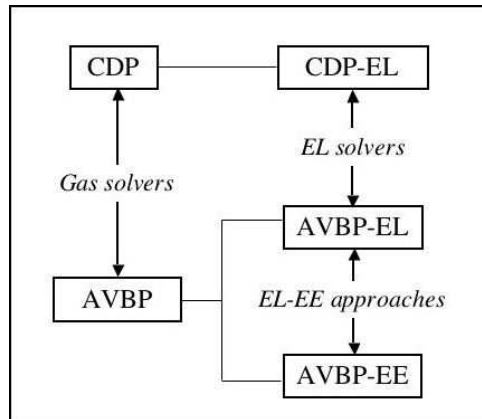 CDP
CDP-EL
EL solvers
Gas solvers
AVBP-EL
AVBP
EL-EE approaches
AVBP-EE